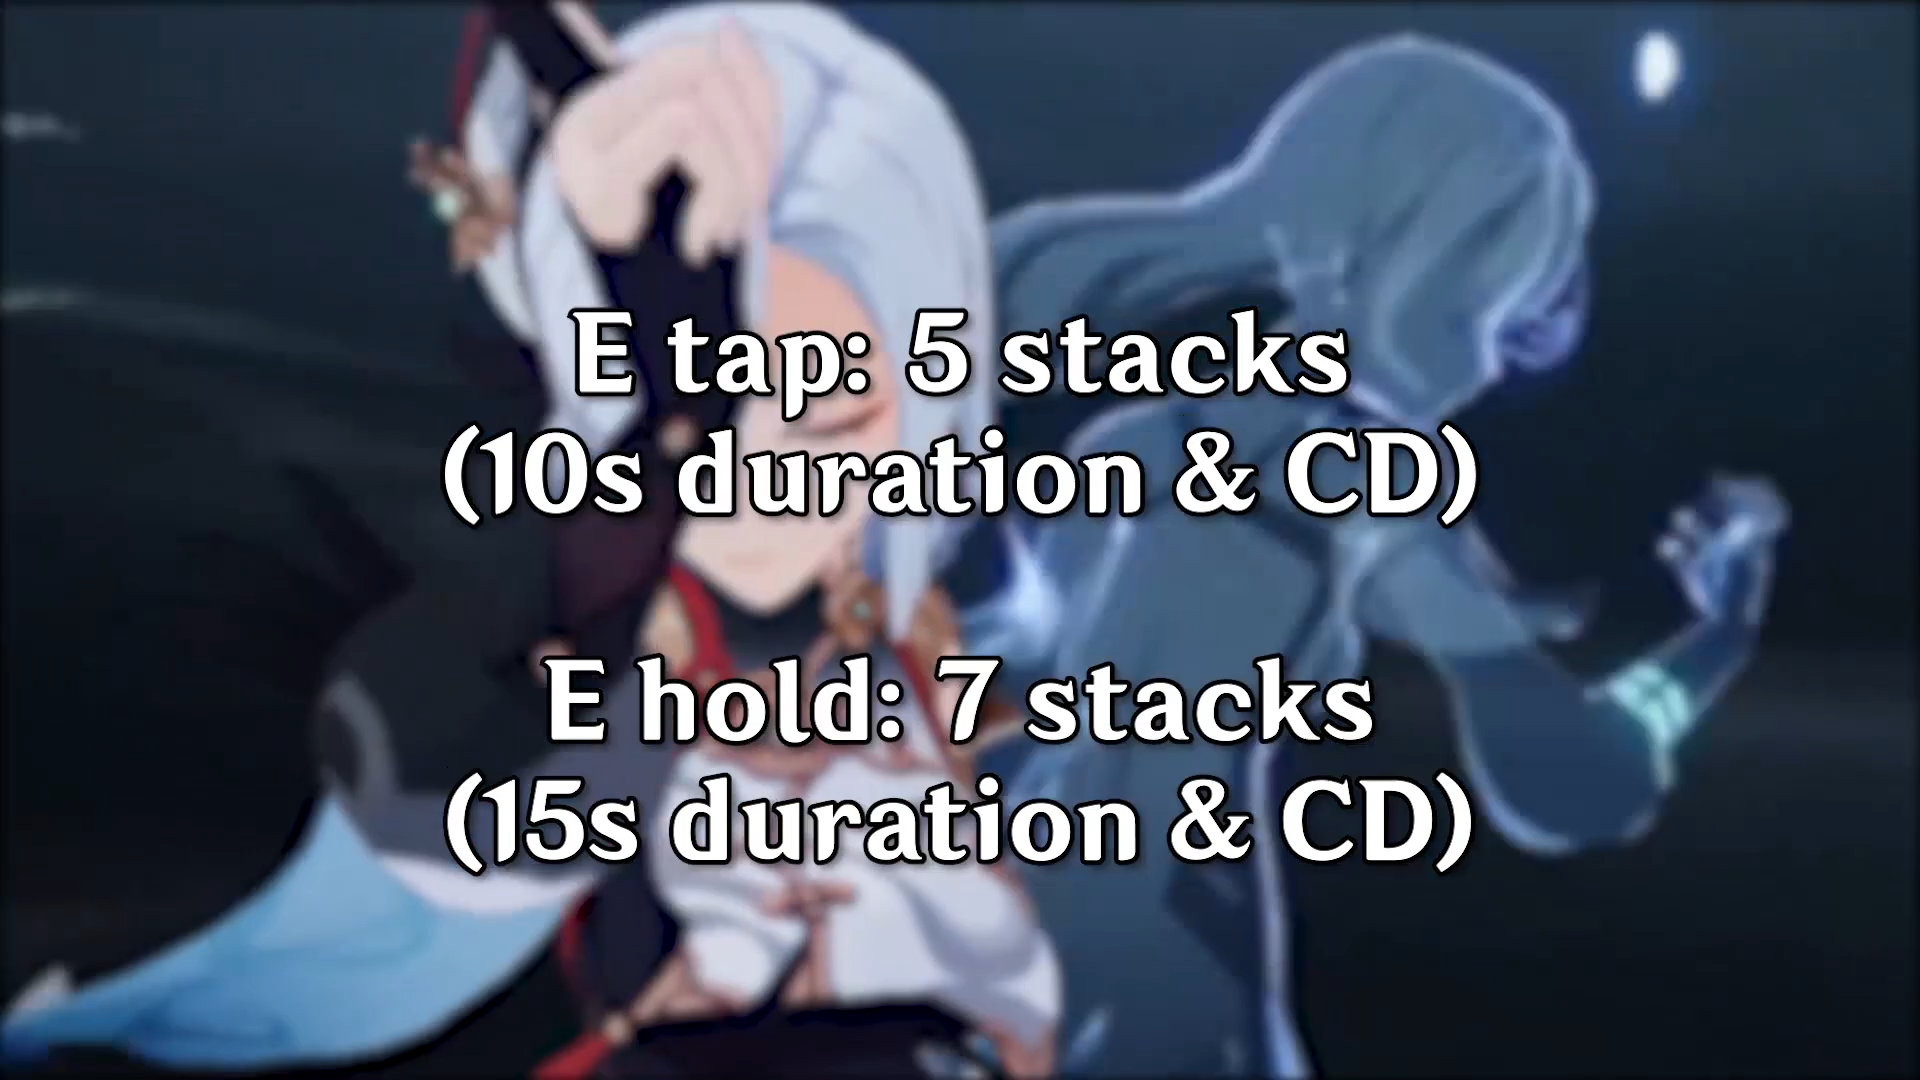 E tap: 5 stacks
(10s duration & CD)
E hold: 7 stacks
(15s duration & CD)